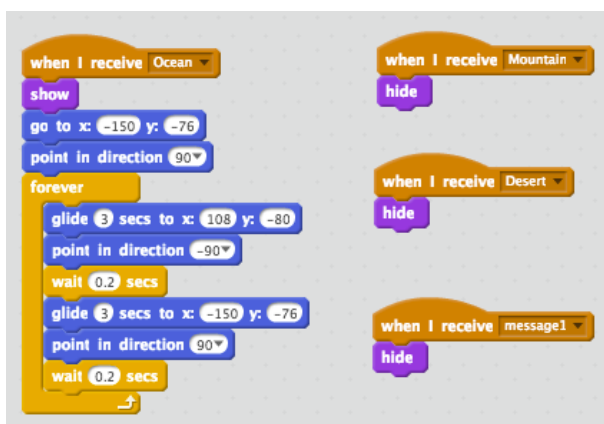 when I receive Ocean
show
go to x: -150 y: -76
point in direction 90
forever
glide 3 secs to x: 108 y: -80
point in direction -90
wait 0.2 secs
glide 3 secs to x: -150 y: -76
point in direction 90
wait 0.2 secs
when I receive Mountain
hide
when I receive Desert
hide
when I receive message1
hide